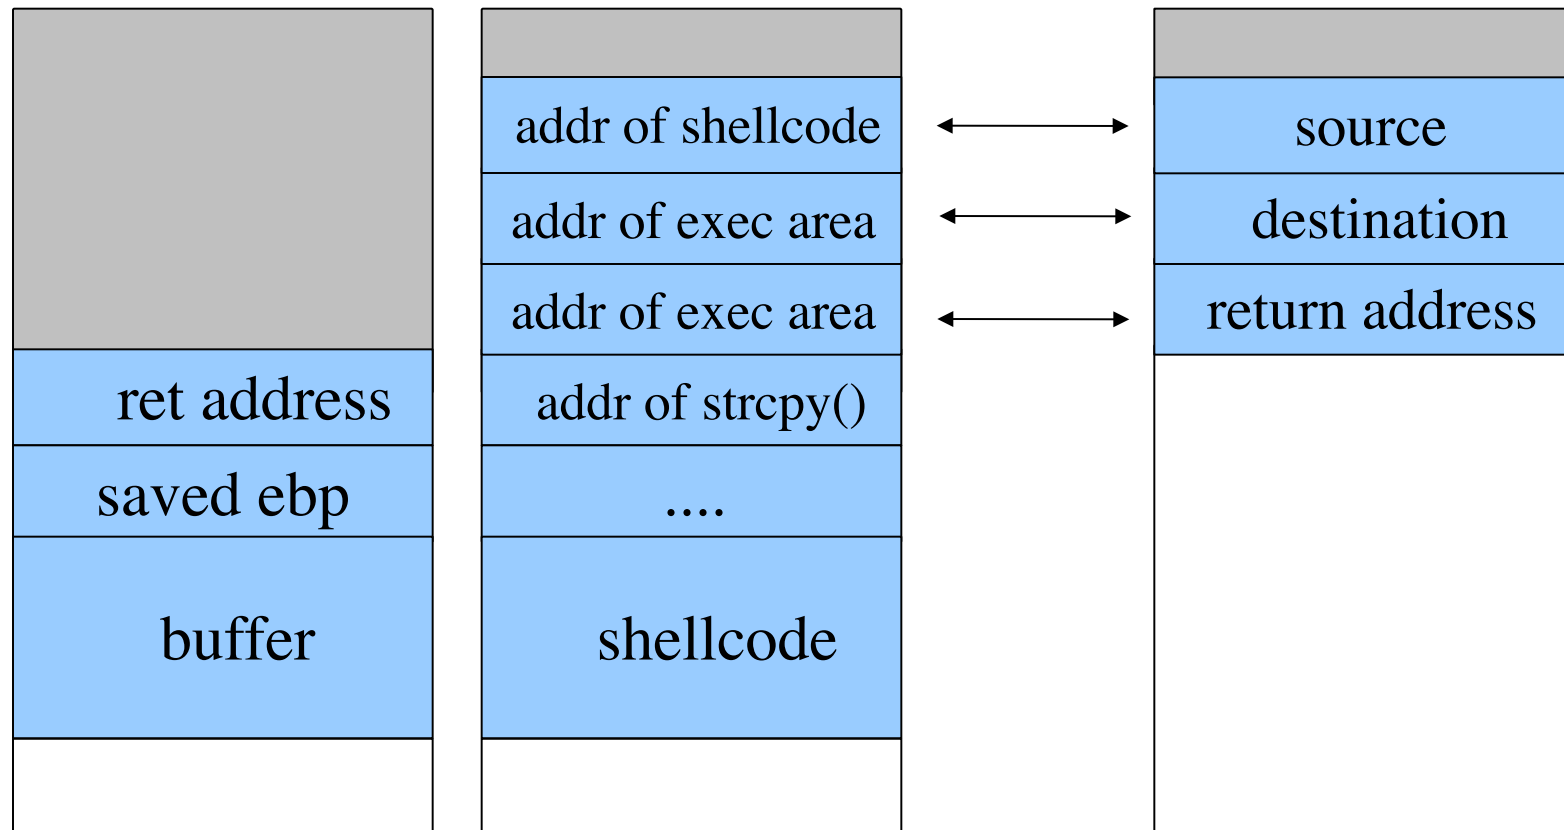 addr of shellcode
source
addr of exec area
destination
addr of exec area
return address
ret address
addr of strcpy()
saved ebp
....
buffer
shellcode